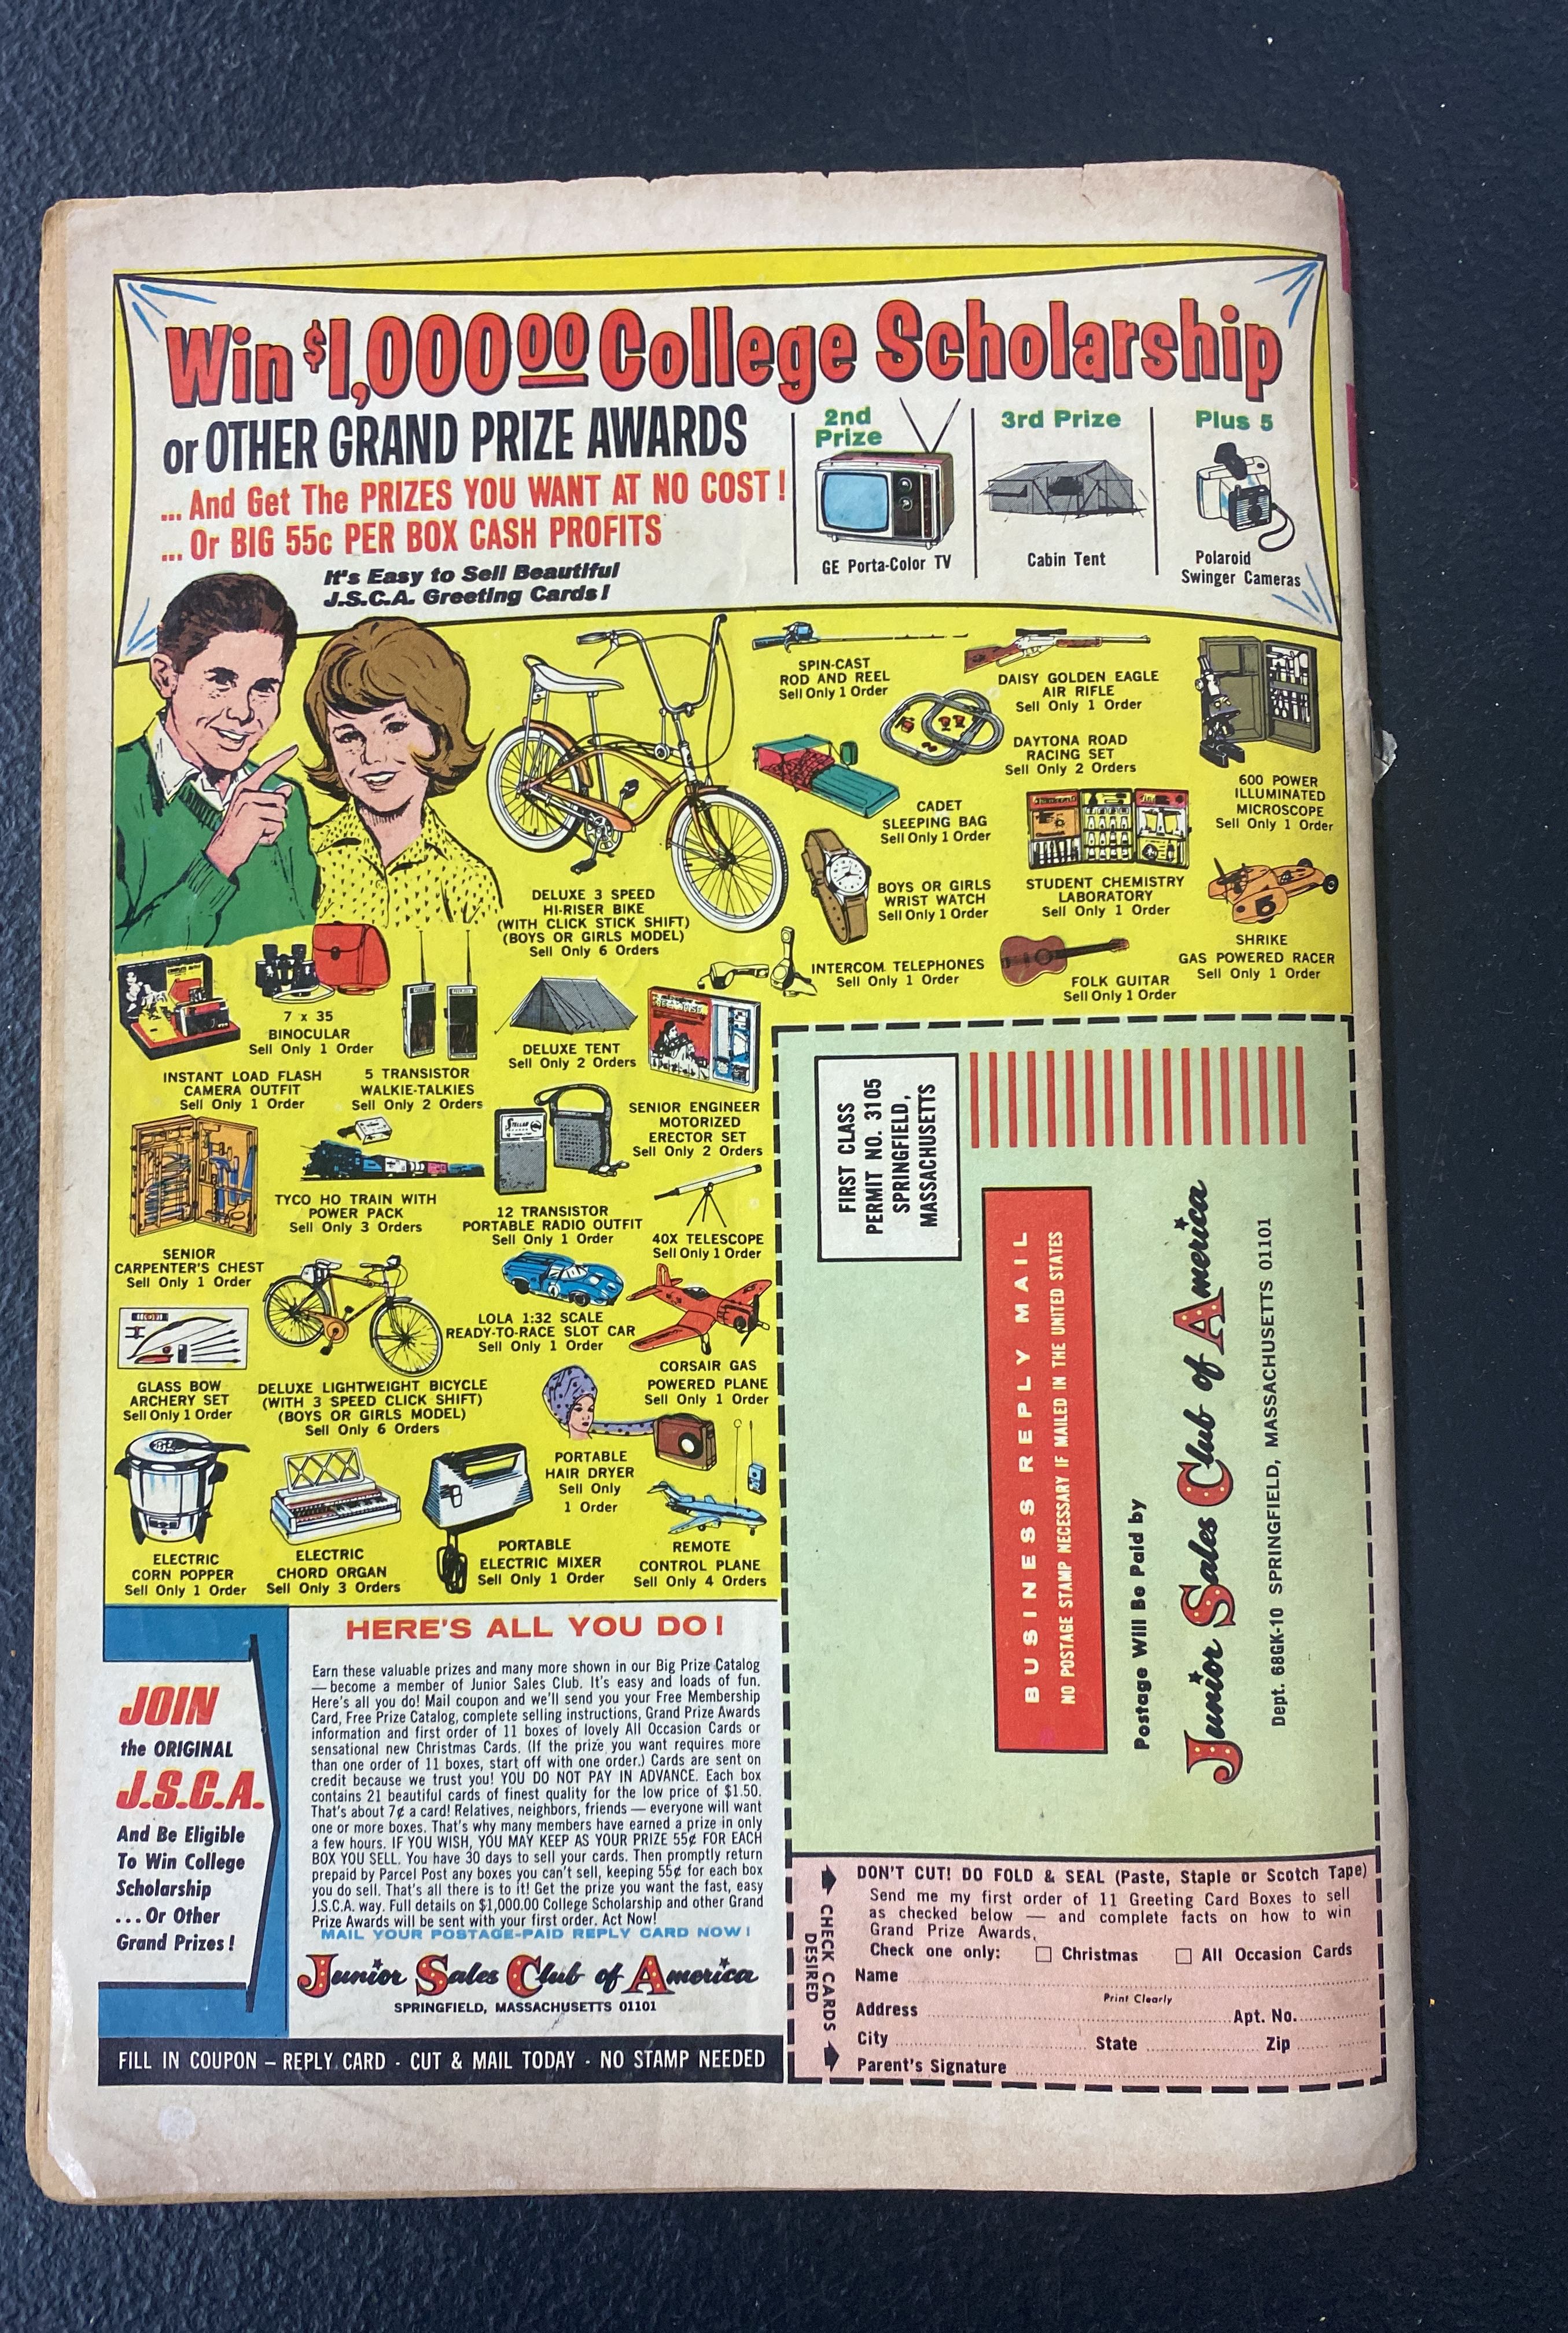 Win $1,000.00 College Scholarship
or OTHER GRAND PRIZE AWARDS
... And Get The PRIZES YOU WANT AT NO COST!
... Or BIG 55c PER BOX CASH PROFITS
It's Easy to Sell Beautiful
J.S.C.A. Greeting Cards!
2nd
Prize
GE Porta-Color TV
3rd Prize
Cabin Tent
Plus 5
Polaroid
Swinger Cameras
SPIN-CAST
ROD AND REEL
Sell Only 1 Order
DAISY GOLDEN EAGLE
AIR RIFLE
Sell Only 1 Order
DAYTONA ROAD
RACING SET
Sell Only 2 Orders
600 POWER
ILLUMINATED
MICROSCOPE
Sell Only 1 Order
CADET
SLEEPING BAG
Sell Only 1 Order
DELUXE 3 SPEED
HI-RISER BIKE
(WITH CLICK STICK SHIFT)
(BOYS OR GIRLS MODEL)
Sell Only 6 Orders
BOYS OR GIRLS
WRIST WATCH
Sell Only 1 Order
STUDENT CHEMISTRY
LABORATORY
Sell Only 1 Order
SHRIKE
GAS POWERED RACER
Sell Only 1 Order
INTERCOM TELEPHONES
Sell Only 1 Order
FOLK GUITAR
Sell Only 1 Order
7 x 35
BINOCULAR
Sell Only 1 Order
DELUXE TENT
Sell Only 2 Orders
INSTANT LOAD FLASH
CAMERA OUTFIT
Sell Only 1 Order
5 TRANSISTOR
WALKIE-TALKIES
Sell Only 2 Orders
SENIOR ENGINEER
MOTORIZED
ERECTOR SET
Sell Only 2 Orders
TYCO HO TRAIN WITH
POWER PACK
Sell Only 3 Orders
12 TRANSISTOR
PORTABLE RADIO OUTFIT
Sell Only 1 Order
40X TELESCOPE
Sell Only 1 Order
SENIOR
CARPENTER'S CHEST
Sell Only 1 Order
LOLA 1:32 SCALE
READY-TO-RACE SLOT CAR
Sell Only 1 Order
CORSAIR GAS
POWERED PLANE
Sell Only 1 Order
GLASS BOW
ARCHERY SET
Sell Only 1 Order
DELUXE LIGHTWEIGHT BICYCLE
(WITH 3 SPEED CLICK SHIFT)
(BOYS OR GIRLS MODEL)
Sell Only 6 Orders
PORTABLE
HAIR DRYER
Sell Only
1 Order
ELECTRIC
CORN POPPER
Sell Only 1 Order
ELECTRIC
CHORD ORGAN
Sell Only 3 Orders
PORTABLE
ELECTRIC MIXER
Sell Only 1 Order
REMOTE
CONTROL PLANE
Sell Only 4 Orders
JOIN
the ORIGINAL
J.S.C.A.
And Be Eligible
To Win College
Scholarship
...Or Other
Grand Prizes!
HERE'S ALL YOU DO!
Earn these valuable prizes and many more shown in our Big Prize Catalog
— become a member of Junior Sales Club. It's easy and loads of fun.
Here's all you do! Mail coupon and we'll send you your Free Membership
Card, Free Prize Catalog, complete selling instructions, Grand Prize Awards
information and first order of 11 boxes of lovely All Occasion Cards or
sensational new Christmas Cards. (If the prize you want requires more
than one order of 11 boxes, start off with one order.) Cards are sent on
credit because we trust you! YOU DO NOT PAY IN ADVANCE. Each box
contains 21 beautiful cards of finest quality for the low price of $1.50.
That's about 7¢ a card! Relatives, neighbors, friends — everyone will want
one or more boxes. That's why many members have earned a prize in only
a few hours. IF YOU WISH, YOU MAY KEEP AS YOUR PRIZE 55¢ FOR EACH
BOX YOU SELL. You have 30 days to sell your cards. Then promptly return
prepaid by Parcel Post any boxes you can't sell, keeping 55¢ for each box
you do sell. That's all there is to it! Get the prize you want the fast, easy
J.S.C.A. way. Full details on $1,000.00 College Scholarship and other Grand
Prize Awards will be sent with your first order. Act Now!
MAIL YOUR POSTAGE-PAID REPLY CARD NOW!
Junior Sales Club of America
SPRINGFIELD, MASSACHUSETTS 01101
FILL IN COUPON – REPLY CARD - CUT & MAIL TODAY - NO STAMP NEEDED
FIRST CLASS
PERMIT NO. 3105
SPRINGFIELD,
MASSACHUSETTS
BUSINESS REPLY MAIL
NO POSTAGE STAMP NECESSARY IF MAILED IN THE UNITED STATES
Postage Will Be Paid by
Junior Sales Club of America
Dept. 68GK-10 SPRINGFIELD, MASSACHUSETTS 01101
DON'T CUT! DO FOLD & SEAL (Paste, Staple or Scotch Tape)
Send me my first order of 11 Greeting Card Boxes to sell
as checked below — and complete facts on how to win
Grand Prize Awards.
CHECK CARDS
DESIRED
Check one only: □ Christmas □ All Occasion Cards
Name
Print Clearly
Address Apt. No.
City State Zip
Parent's Signature